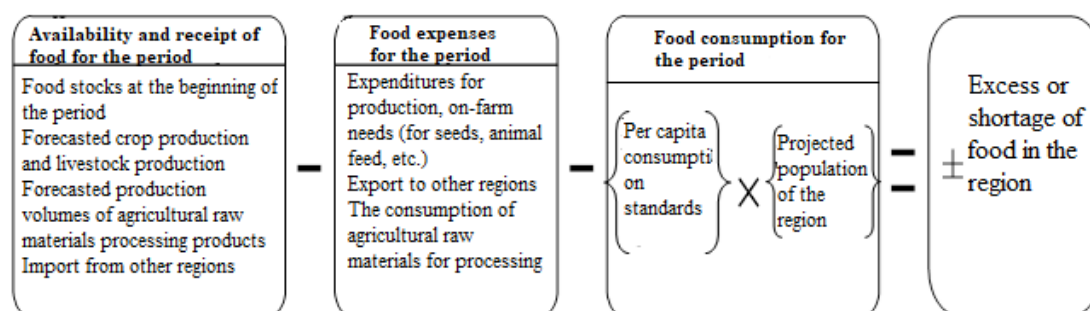 Availability and receipt of
food for the period
Food stocks at the beginning of
the period
Forecasted crop production
and livestock production
Forecasted production
volumes of agricultural raw
materials processing products
Import from other regions
−
Food expenses
for the period
Expenditures for
production, on-farm
needs (for seeds, animal
feed, etc.)
Export to other regions
The consumption of
agricultural raw
materials for processing
−
Food consumption for
the period
Per capita
consumpti
on
standards
×
Projected
population
of the
region
=
±
Excess or
shortage of
food in the
region